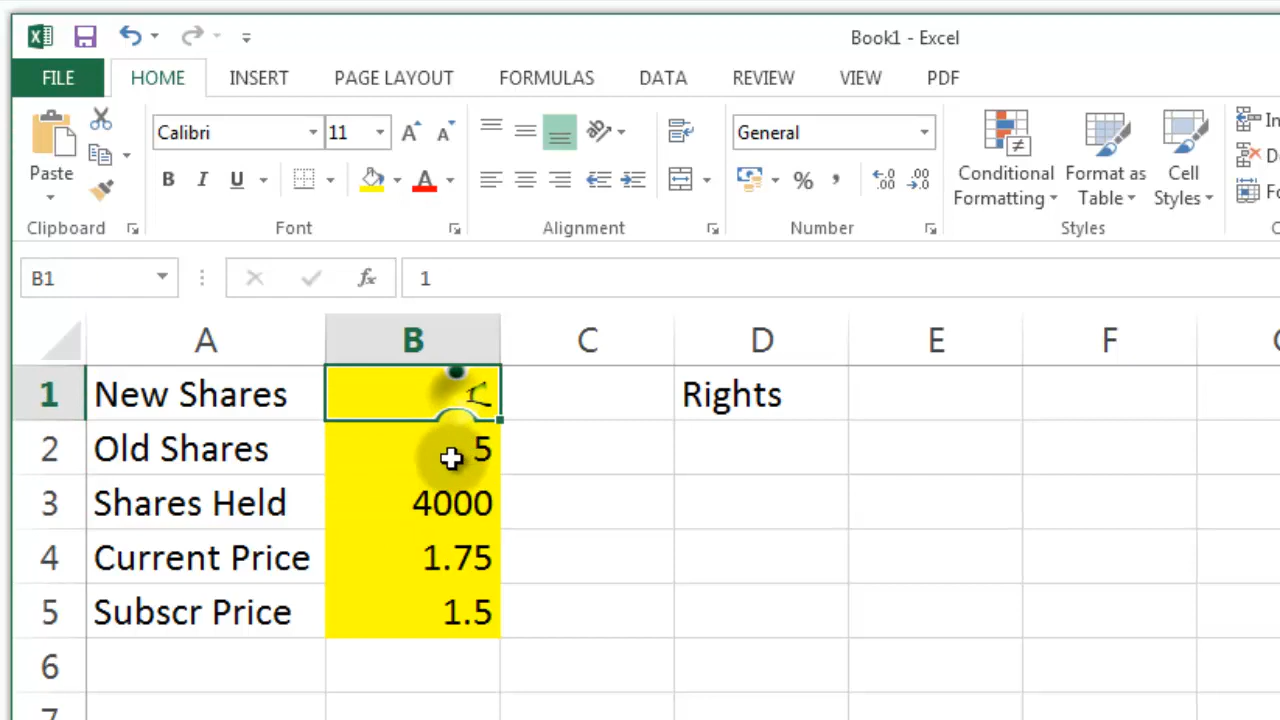 Book1 - Excel
FILE HOME INSERT PAGE LAYOUT FORMULAS DATA REVIEW VIEW PDF
Calibri 11 General
Paste B I U A A A % Conditional Formatting Format as Table Cell Styles
Clipboard Font Alignment Number Styles
B1 fx 1
A B C D E F
1 New Shares Rights
2 Old Shares 5
3 Shares Held 4000
4 Current Price 1.75
5 Subscr Price 1.5
6